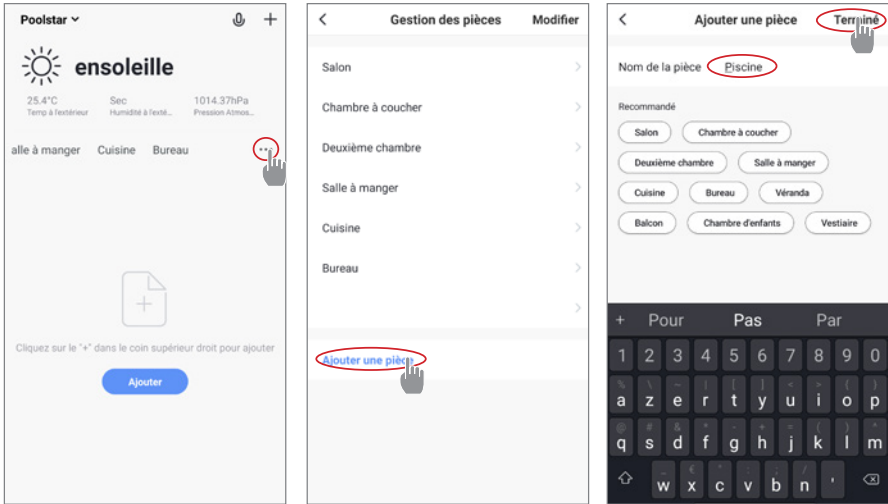 Poolstar
ensoleille
25.4°C Sec 1014.37hPa
Temp à l'extérieur Humidité à l'exté... Pression Atmos...
alle à manger Cuisine Bureau ...
Cliquez sur le "+" dans le coin supérieur droit pour ajouter
Ajouter
< Gestion des pièces Modifier
Salon >
Chambre à coucher >
Deuxième chambre >
Salle à manger >
Cuisine >
Bureau >
>
Ajouter une pièce
< Ajouter une pièce Terminé
Nom de la pièce Piscine
Recommandé
Salon Chambre à coucher
Deuxième chambre Salle à manger
Cuisine Bureau Véranda
Balcon Chambre d'enfants Vestiaire
+ Pour Pas Par
1 2 3 4 5 6 7 8 9 0
a z e r t y u i o p
q s d f g h j k l m
w x c v b n '